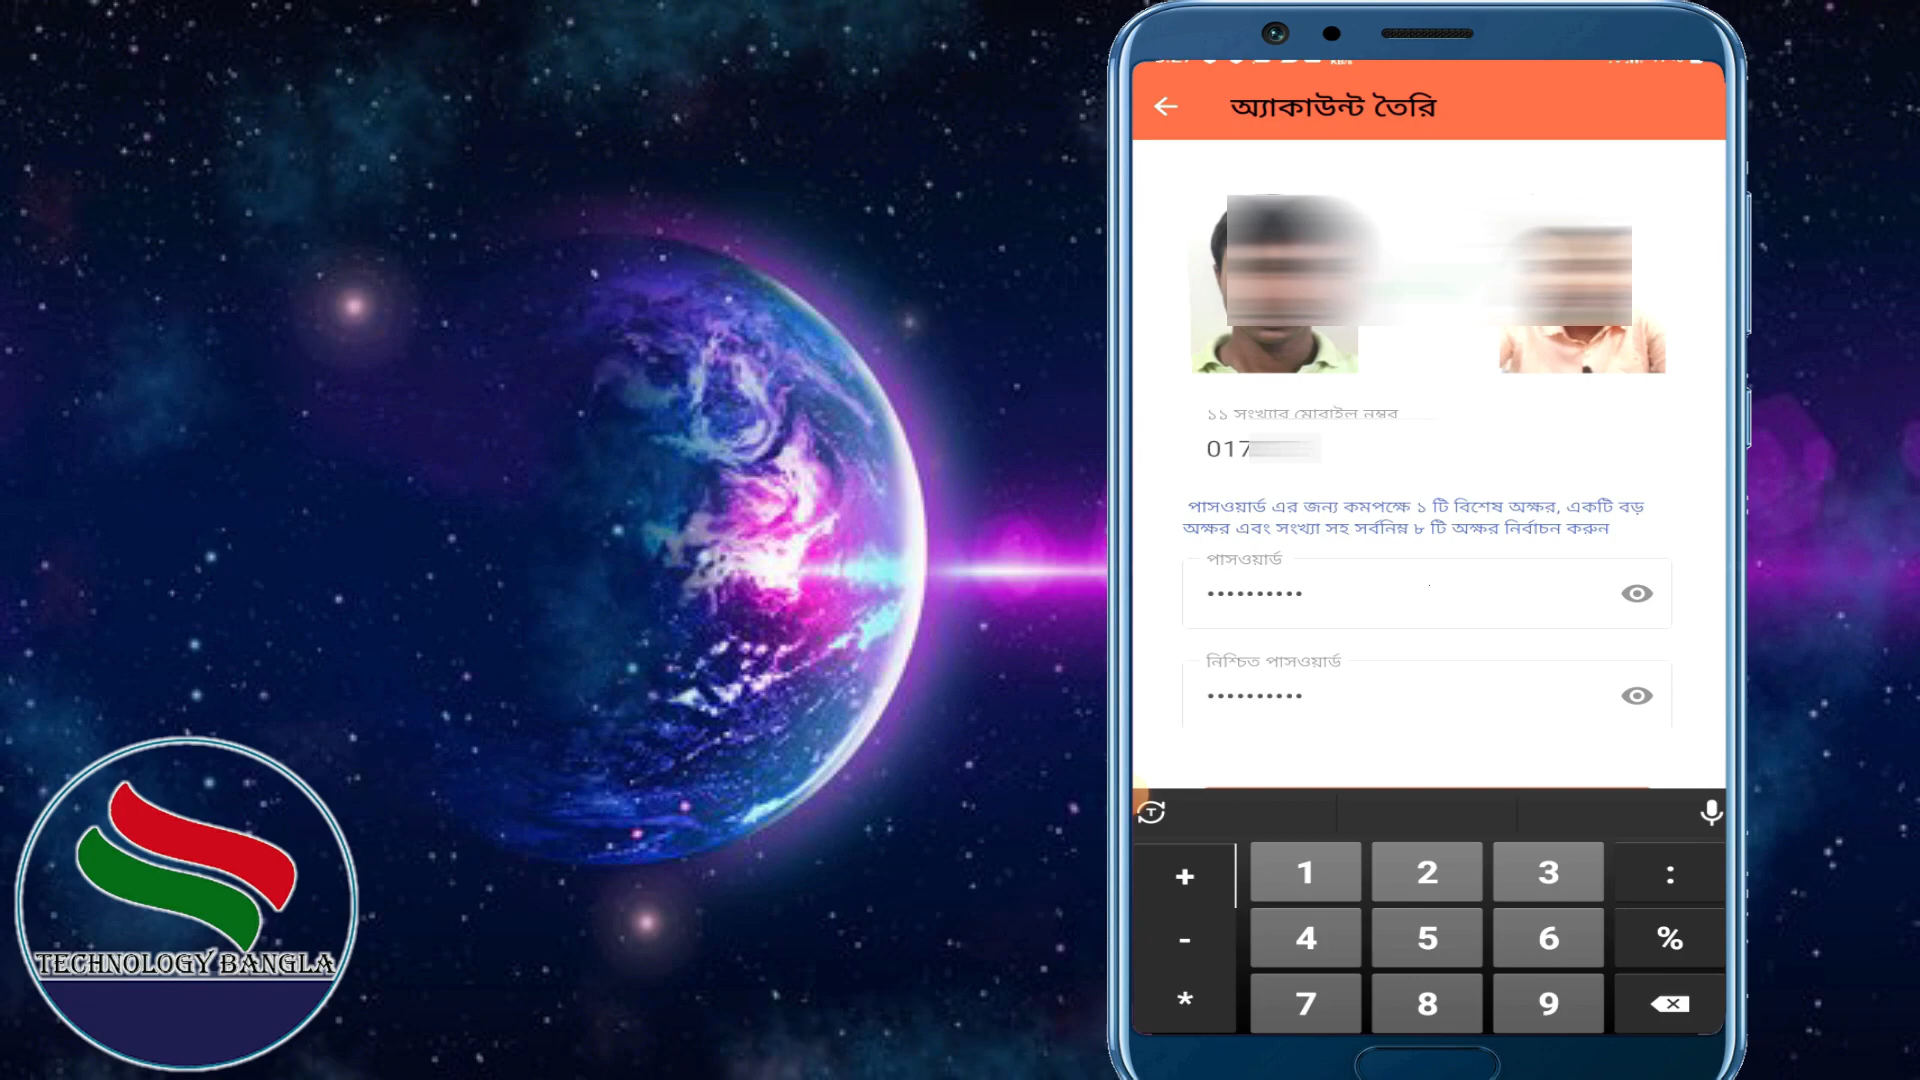 অ্যাকাউন্ট তৈরি
১১ সংখ্যার মোবাইল নম্বর
017
পাসওয়ার্ড এর জন্য কমপক্ষে ১ টি বিশেষ অক্ষর, একটি বড়
অক্ষর এবং সংখ্যা সহ সর্বনিম্ন ৮ টি অক্ষর নির্বাচন করুন
পাসওয়ার্ড
••••••••••
নিশ্চিত পাসওয়ার্ড
••••••••••
+ 1 2 3 :
- 4 5 6 %
* 7 8 9
TECHNOLOGY BANGLA